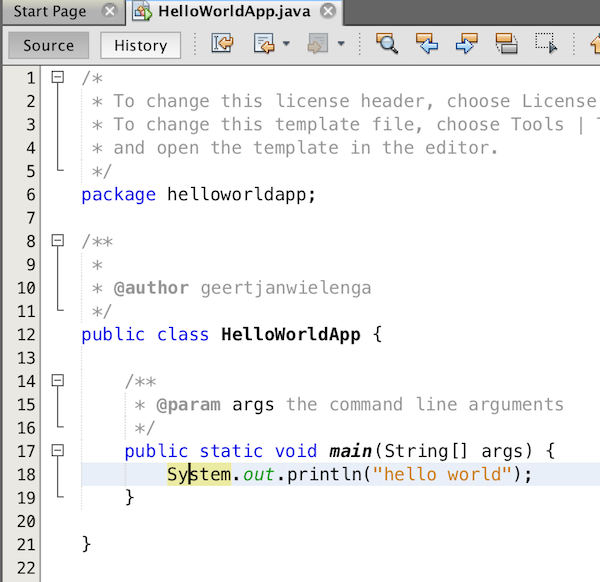 Start Page
HelloWorldApp.java
Source
History
1 /*
2 * To change this license header, choose License
3 * To change this template file, choose Tools |
4 * and open the template in the editor.
5 */
6 package helloworldapp;
7
8 /**
9 *
10 * @author geertjanwielenga
11 */
12 public class HelloWorldApp {
13
14 /**
15 * @param args the command line arguments
16 */
17 public static void main(String[] args) {
18 System.out.println("hello world");
19 }
20
21 }
22